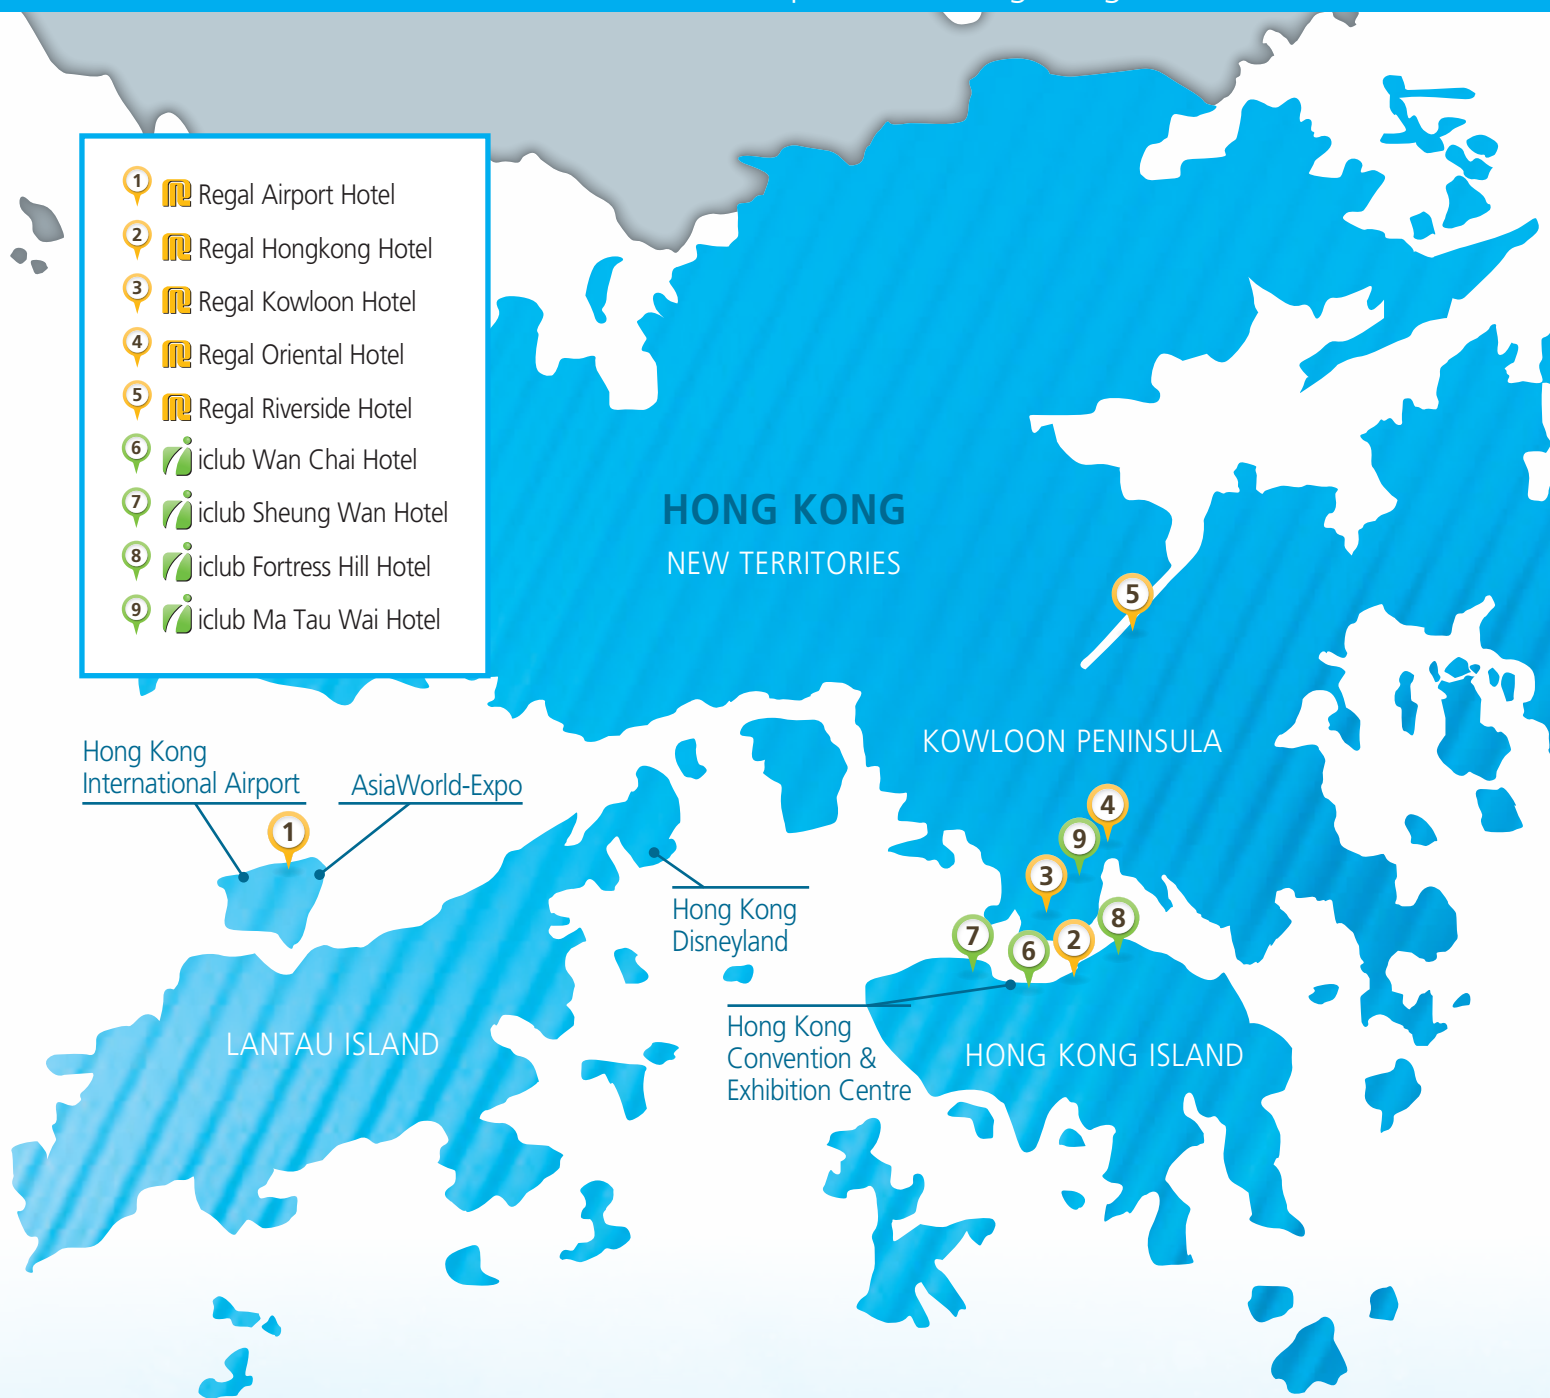 1 Regal Airport Hotel
2 Regal Hongkong Hotel
3 Regal Kowloon Hotel
4 Regal Oriental Hotel
5 Regal Riverside Hotel
6 iclub Wan Chai Hotel
7 iclub Sheung Wan Hotel
8 iclub Fortress Hill Hotel
9 iclub Ma Tau Wai Hotel
HONG KONG
NEW TERRITORIES
5
KOWLOON PENINSULA
Hong Kong
International Airport
AsiaWorld-Expo
1
4
9
3
Hong Kong
Disneyland
8
7
6
2
LANTAU ISLAND
Hong Kong
Convention &
Exhibition Centre
HONG KONG ISLAND